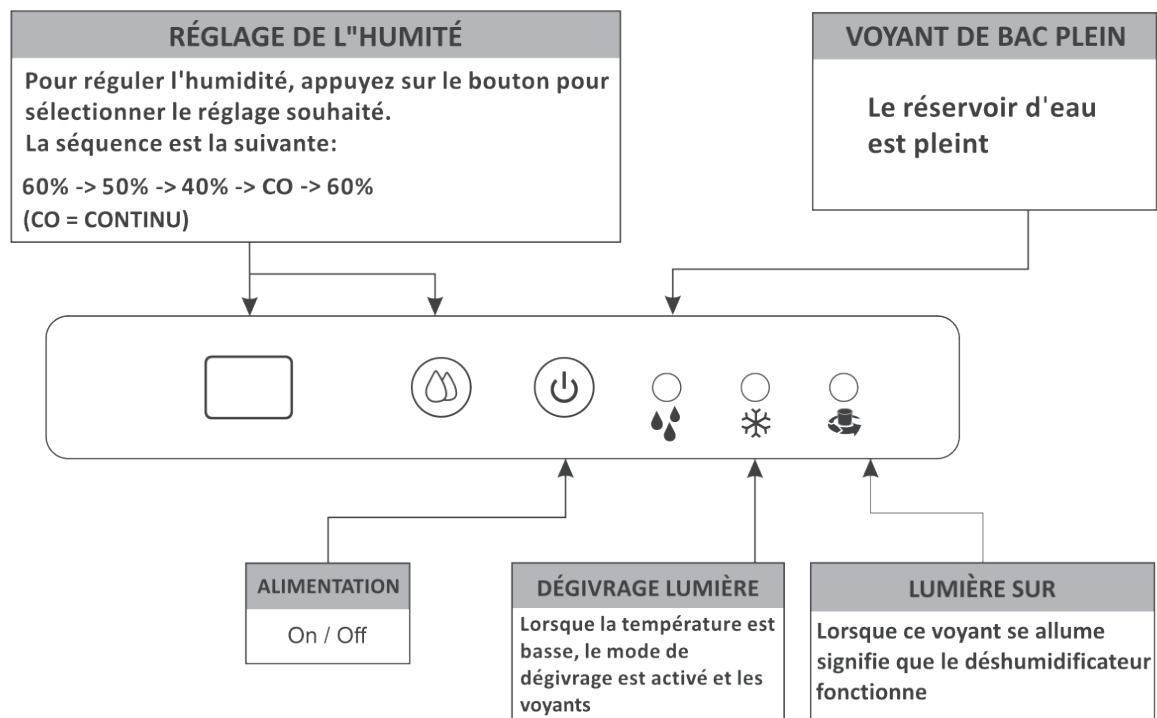 RÉGLAGE DE L"HUMITÉ
Pour réguler l'humidité, appuyez sur le bouton pour
sélectionner le réglage souhaité.
La séquence est la suivante:
60% -> 50% -> 40% -> CO -> 60%
(CO = CONTINU)
VOYANT DE BAC PLEIN
Le réservoir d'eau
est pleint
ALIMENTATION
On / Off
DÉGIVRAGE LUMIÈRE
Lorsque la température est
basse, le mode de
dégivrage est activé et les
voyants
LUMIÈRE SUR
Lorsque ce voyant se allume
signifie que le déshumidificateur
fonctionne